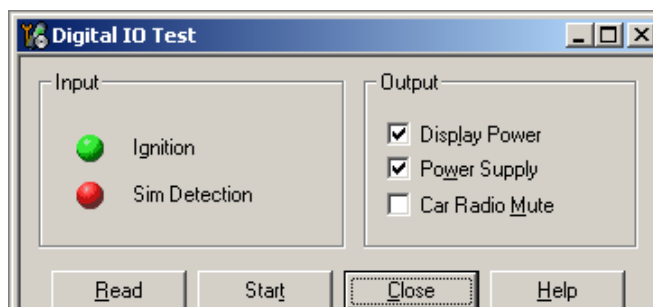 Digital IO Test
Input
Ignition
Sim Detection
Output
Display Power
Power Supply
Car Radio Mute
Read
Start
Close
Help